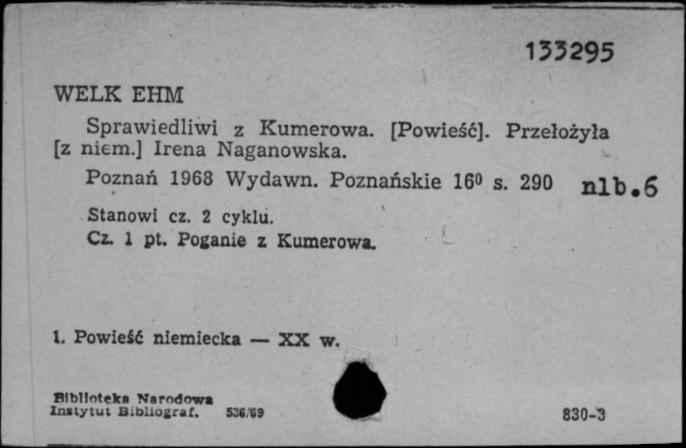 133295
WELK EHM
Sprawiedliwi z Kumerowa. [Powieść]. Przełożyła
[z niem.] Irena Naganowska.
Poznań 1968 Wydawn. Poznańskie 16⁰ s. 290 nlb.6
Stanowi cz. 2 cyklu.
Cz. 1 pt. Poganie z Kumerowa.
1. Powieść niemiecka — XX w.
Biblioteka Narodowa
Instytut Bibliograf. 536/69 830-3